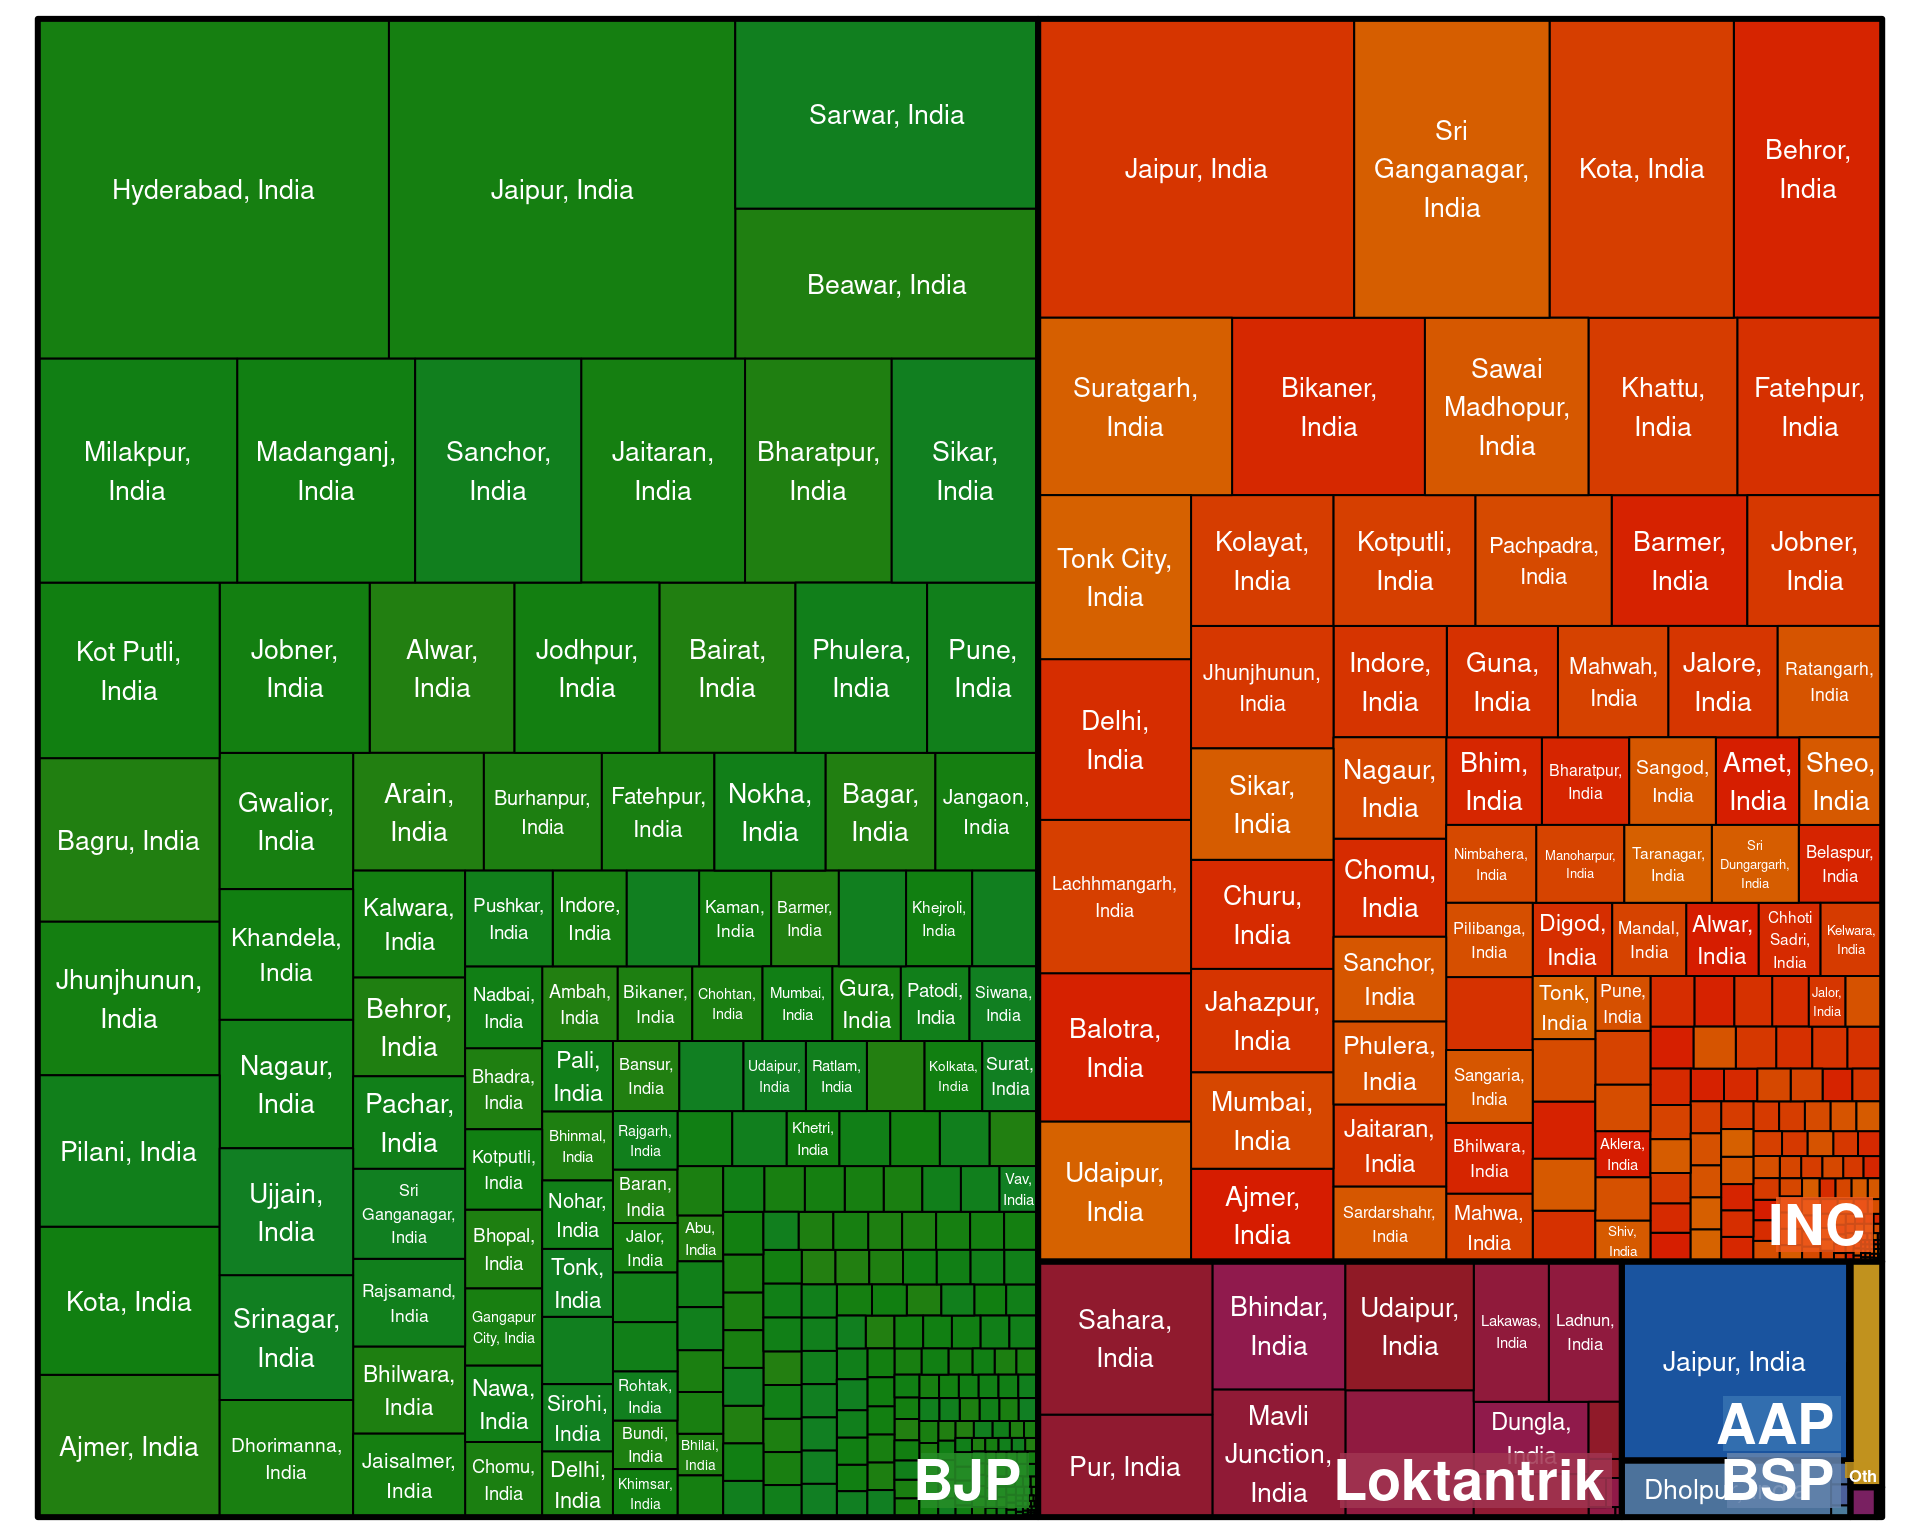 Hyderabad, India
Jaipur, India
Sarwar, India
Beawar, India
Milakpur,
India
Madanganj,
India
Sanchor,
India
Jaitaran,
India
Bharatpur,
India
Sikar,
India
Kot Putli,
India
Jobner,
India
Alwar,
India
Jodhpur,
India
Bairat,
India
Phulera,
India
Pune,
India
Bagru, India
Jhunjhunun,
India
Pilani, India
Kota, India
Ajmer, India
Gwalior,
India
Khandela,
India
Nagaur,
India
Ujjain,
India
Srinagar,
India
Dhorimanna,
India
Arain,
India
Burhanpur,
India
Fatehpur,
India
Nokha,
India
Bagar,
India
Jangaon,
India
Kalwara,
India
Behror,
India
Pachar,
India
Sri
Ganganagar,
India
Rajsamand,
India
Bhilwara,
India
Jaisalmer,
India
Pushkar,
India
Indore,
India
Kaman,
India
Barmer,
India
Khejroli,
India
Nadbai,
India
Bhadra,
India
Kotputli,
India
Bhopal,
India
Gangapur
City, India
Nawa,
India
Chomu,
India
Ambah,
India
Bikaner,
India
Chohtan,
India
Mumbai,
India
Gura,
India
Patodi,
India
Siwana,
India
Pali,
India
Bhinmal,
India
Nohar,
India
Tonk,
India
Sirohi,
India
Delhi,
India
Bansur,
India
Udaipur,
India
Ratlam,
India
Kolkata,
India
Surat,
India
Rajgarh,
India
Khetri,
India
Baran,
India
Jalor,
India
Vav,
India
Abu,
India
Rohtak,
India
Bundi,
India
Khimsar,
India
Bhilai,
India
BJP
Jaipur, India
Sri
Ganganagar,
India
Kota, India
Behror,
India
Suratgarh,
India
Bikaner,
India
Sawai
Madhopur,
India
Khattu,
India
Fatehpur,
India
Tonk City,
India
Delhi,
India
Lachhmangarh,
India
Balotra,
India
Udaipur,
India
Kolayat,
India
Kotputli,
India
Pachpadra,
India
Barmer,
India
Jobner,
India
Jhunjhunun,
India
Sikar,
India
Churu,
India
Jahazpur,
India
Mumbai,
India
Ajmer,
India
Indore,
India
Guna,
India
Mahwah,
India
Jalore,
India
Ratangarh,
India
Nagaur,
India
Chomu,
India
Sanchor,
India
Phulera,
India
Jaitaran,
India
Sardarshahr,
India
Bhim,
India
Bharatpur,
India
Sangod,
India
Amet,
India
Sheo,
India
Nimbahera,
India
Manoharpur,
India
Taranagar,
India
Sri
Dungargarh,
India
Belaspur,
India
Pilibanga,
India
Digod,
India
Mandal,
India
Alwar,
India
Chhoti
Sadri,
India
Kelwara,
India
Sangaria,
India
Bhilwara,
India
Mahwa,
India
Tonk,
India
Pune,
India
Jalor,
India
Aklera,
India
Shiv,
India
INC
Sahara,
India
Pur, India
Bhindar,
India
Mavli
Junction,
India
Udaipur,
India
Lakawas,
India
Ladnun,
India
Dungla,
India
Loktantrik
Jaipur, India
AAP
BSP
Oth